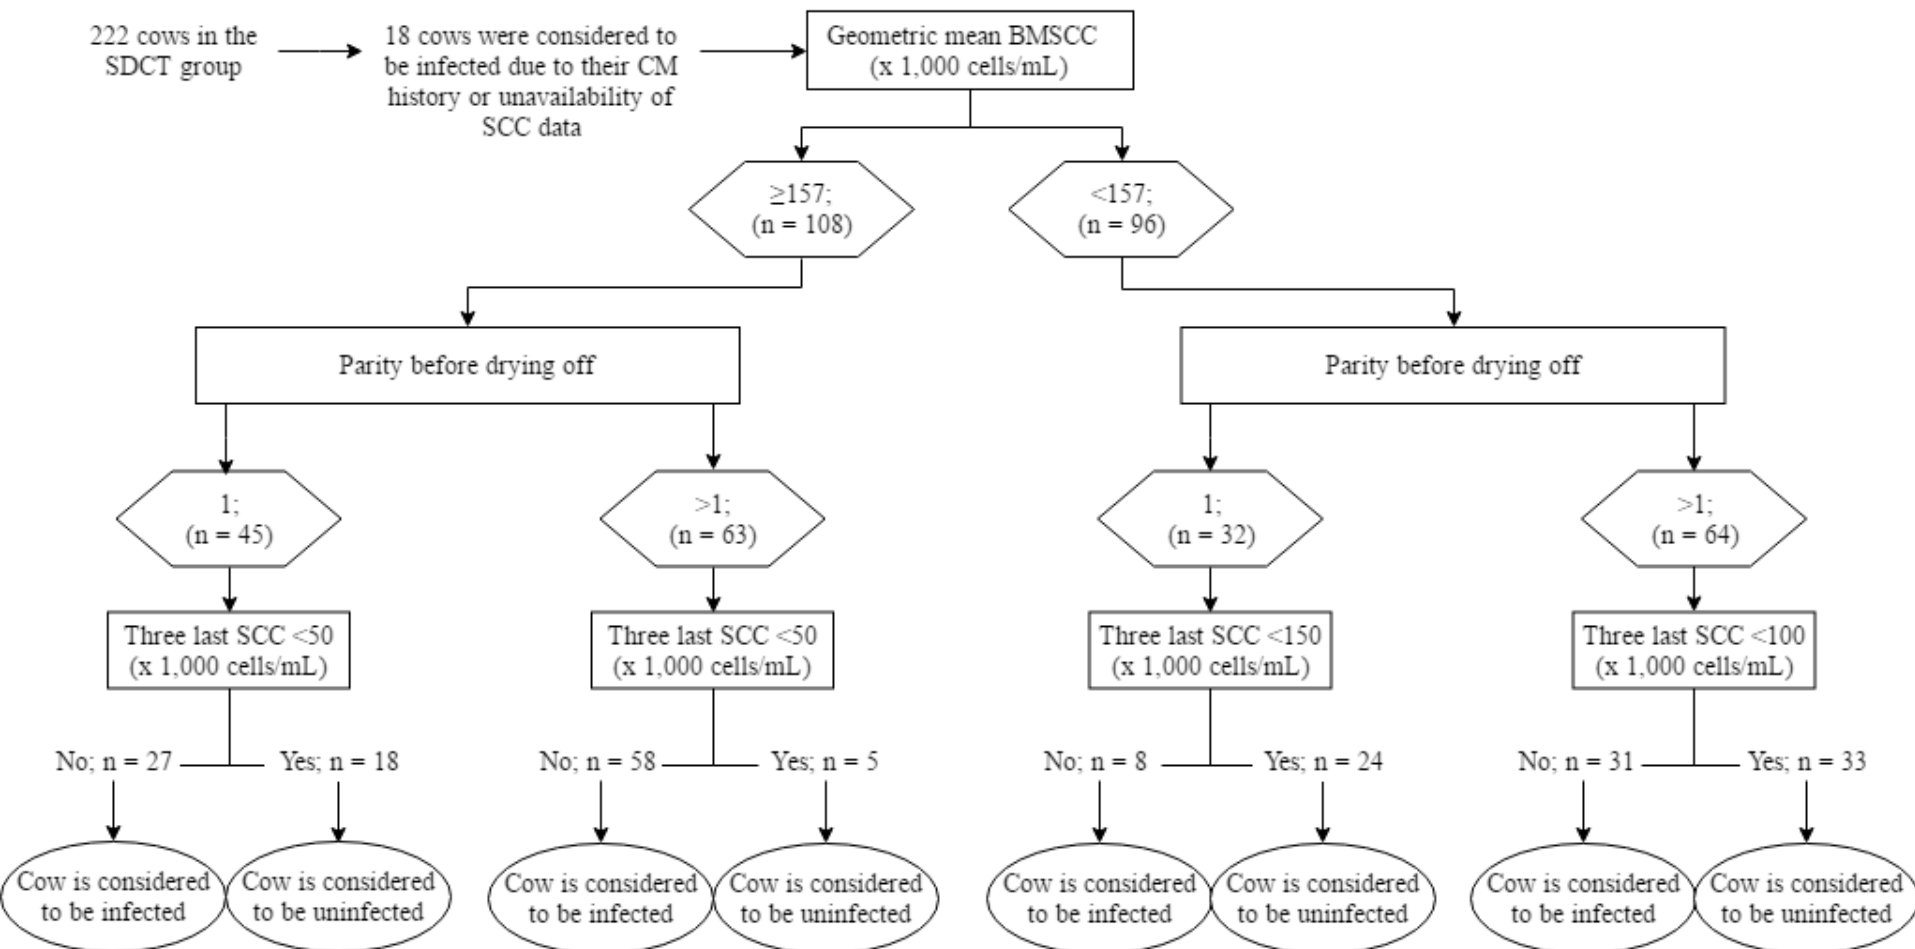 222 cows in the
SDCT group
18 cows were considered to
be infected due to their CM
history or unavailability of
SCC data
Geometric mean BMSCC
(x 1,000 cells/mL)
≥157;
(n = 108)
<157;
(n = 96)
Parity before drying off
Parity before drying off
1;
(n = 45)
>1;
(n = 63)
1;
(n = 32)
>1;
(n = 64)
Three last SCC <50
(x 1,000 cells/mL)
Three last SCC <50
(x 1,000 cells/mL)
Three last SCC <150
(x 1,000 cells/mL)
Three last SCC <100
(x 1,000 cells/mL)
No; n = 27
Yes; n = 18
No; n = 58
Yes; n = 5
No; n = 8
Yes; n = 24
No; n = 31
Yes; n = 33
Cow is considered
to be infected
Cow is considered
to be uninfected
Cow is considered
to be infected
Cow is considered
to be uninfected
Cow is considered
to be infected
Cow is considered
to be uninfected
Cow is considered
to be infected
Cow is considered
to be uninfected